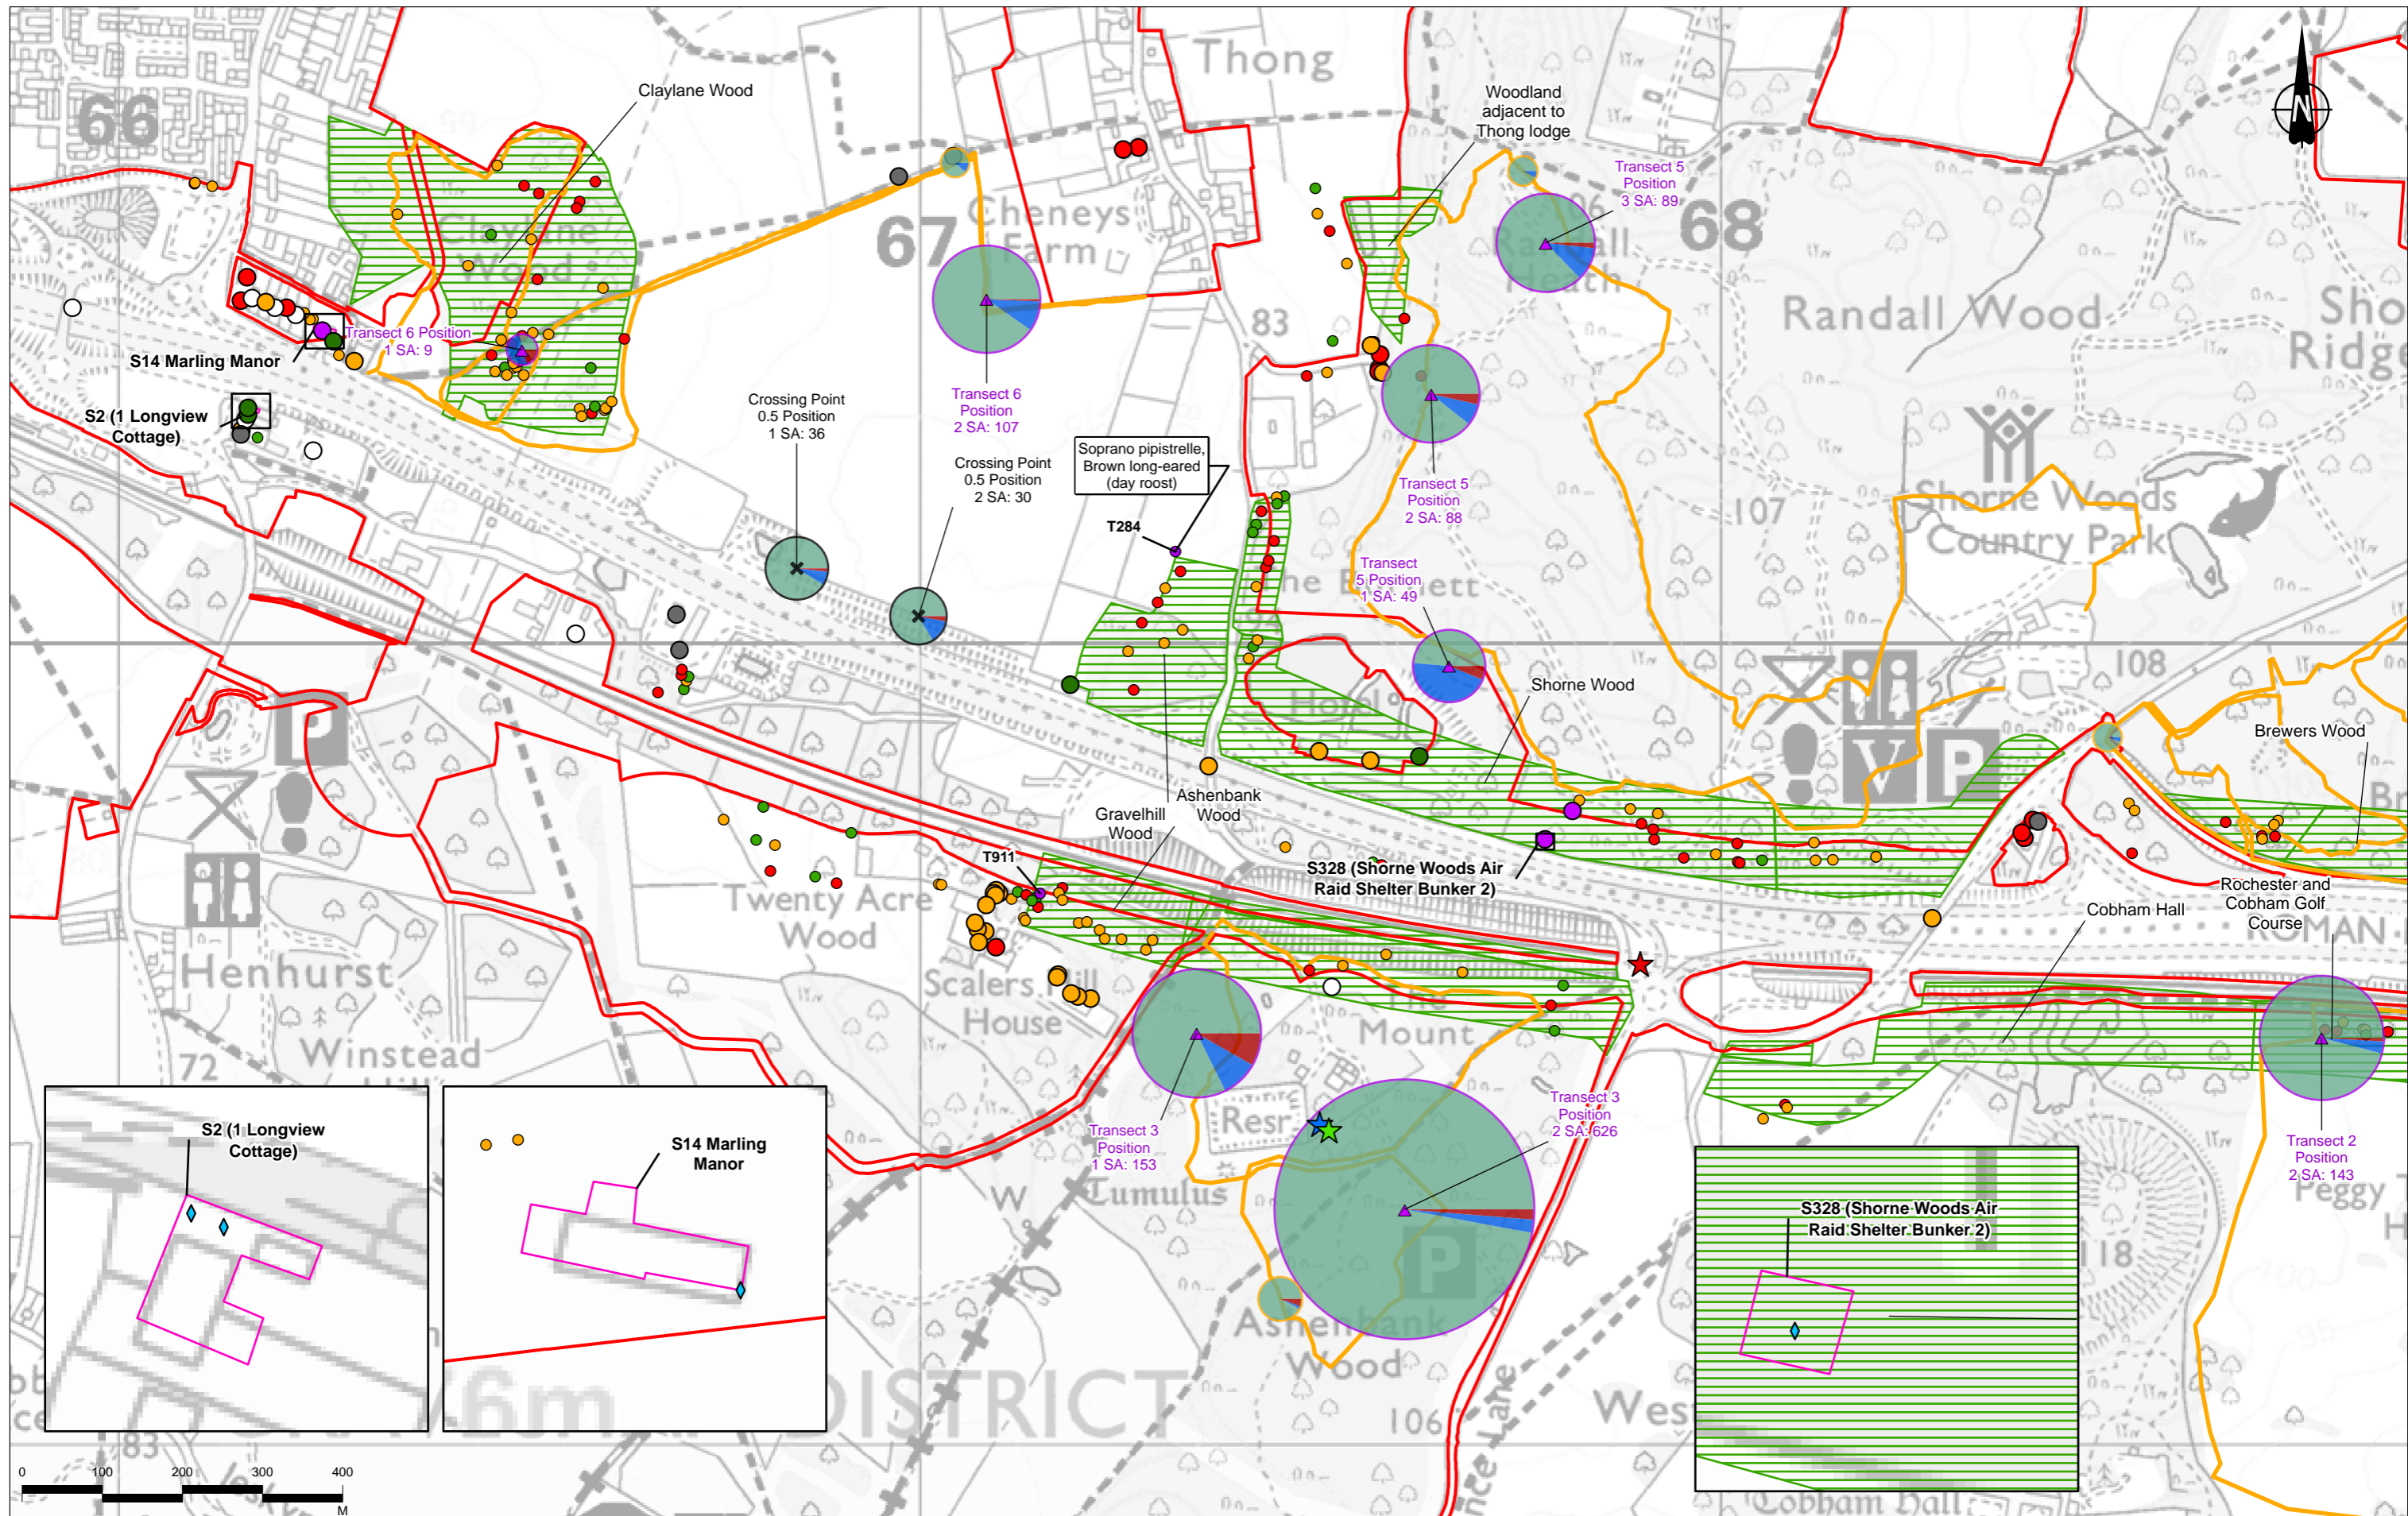 66
67
68
Thong
Claylane Wood
Claylane
Wood
Woodland
adjacent to
Thong lodge
Transect 5
Position
3 SA: 89
Cheneys
Farm
Randall
Heath
Randall Wood
83
S14 Marling Manor
Transect 6 Position
1 SA: 9
S2 (1 Longview
Cottage)
Transect 6
Position
2 SA: 107
Crossing Point
0.5 Position
1 SA: 36
Crossing Point
0.5 Position
2 SA: 30
Soprano pipistrelle,
Brown long-eared
(day roost)
T284
Transect 5
Position
2 SA: 88
107
Shorne Woods
Country Park
Transect
5 Position
1 SA: 49
Shorne Wood
108
Brewers Wood
P
V
P
Gravelhill
Wood
Ashenbank
Wood
T911
Twenty Acre
Wood
S328 (Shorne Woods Air
Raid Shelter Bunker 2)
Rochester and
Cobham Golf
Course
Cobham Hall
ROMAN
Henhurst
Scalers Hill
House
The
Mount
72
Winstead
Resr
Transect 3
Position
1 SA: 153
Transect 3
Position
2 SA: 626
Tumulus
W
Transect 2
Position
2 SA: 143
Peggy
S2 (1 Longview
Cottage)
S14 Marling
Manor
S328 (Shorne Woods Air
Raid Shelter Bunker 2)
118
P
Ashenbank
Wood
DISTRICT
106
83
Cobham Hall
0 100 200 300 400
M
N